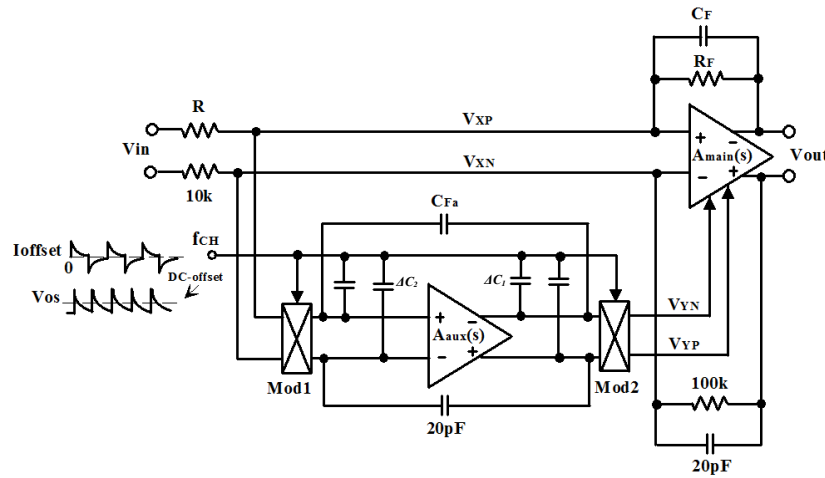 CF
RF
R
VXP
Amain(s)
+
−
−
+
Vin
Vout
VXN
10k
CFa
fCH
Ioffset
0
DC-offset
Vos
ΔC2
ΔC1
+
−
−
+
Aaux(s)
VYN
VYP
Mod1
Mod2
20pF
100k
20pF